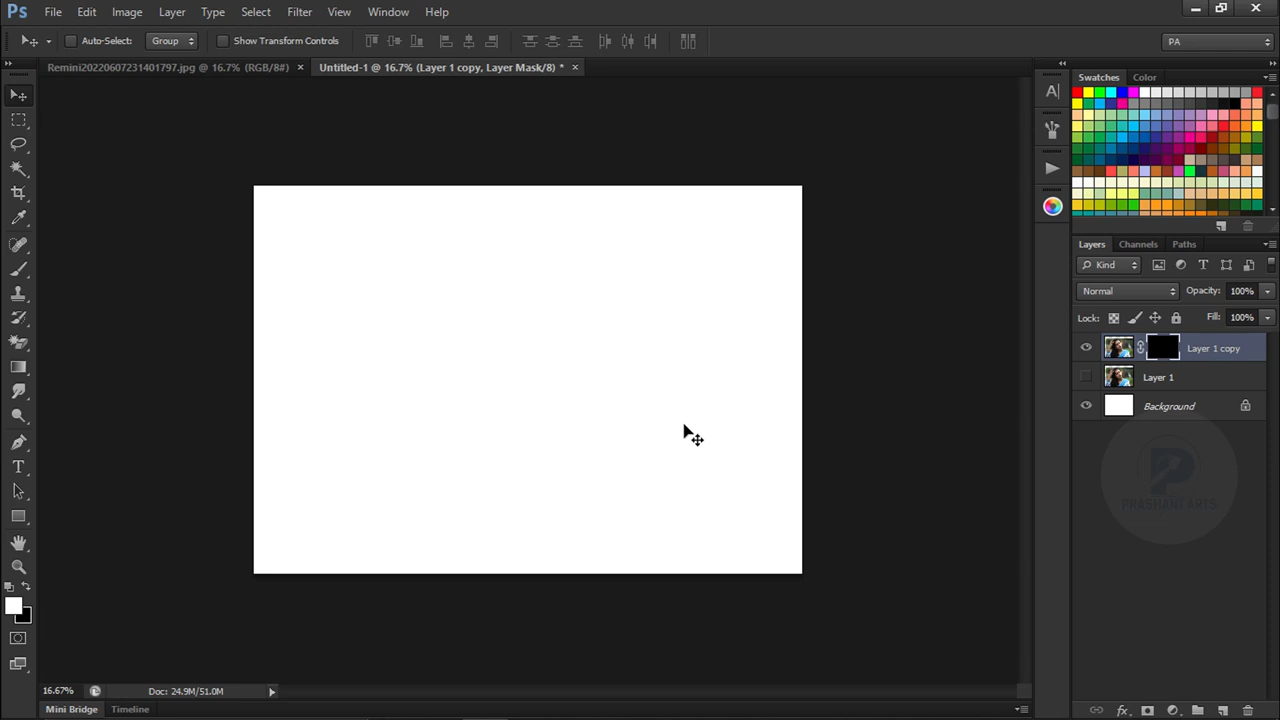 Ps File Edit Image Layer Type Select Filter View Window Help
Auto-Select: Group Show Transform Controls PA
Remini20220607231401797.jpg @ 16.7% (RGB/8#) × Untitled-1 @ 16.7% (Layer 1 copy, Layer Mask/8) * ×
Swatches Color
Layers Channels Paths
Kind
Normal Opacity: 100%
Lock: Fill: 100%
Layer 1 copy
Layer 1
Background
PRASHANT ARTS
16.67% Doc: 24.9M/51.0M
Mini Bridge Timeline